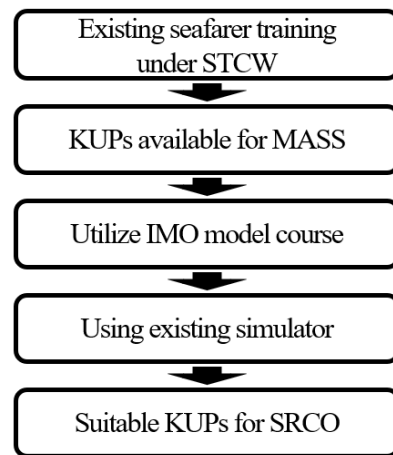 Existing seafarer training
under STCW
KUPs available for MASS
Utilize IMO model course
Using existing simulator
Suitable KUPs for SRCO